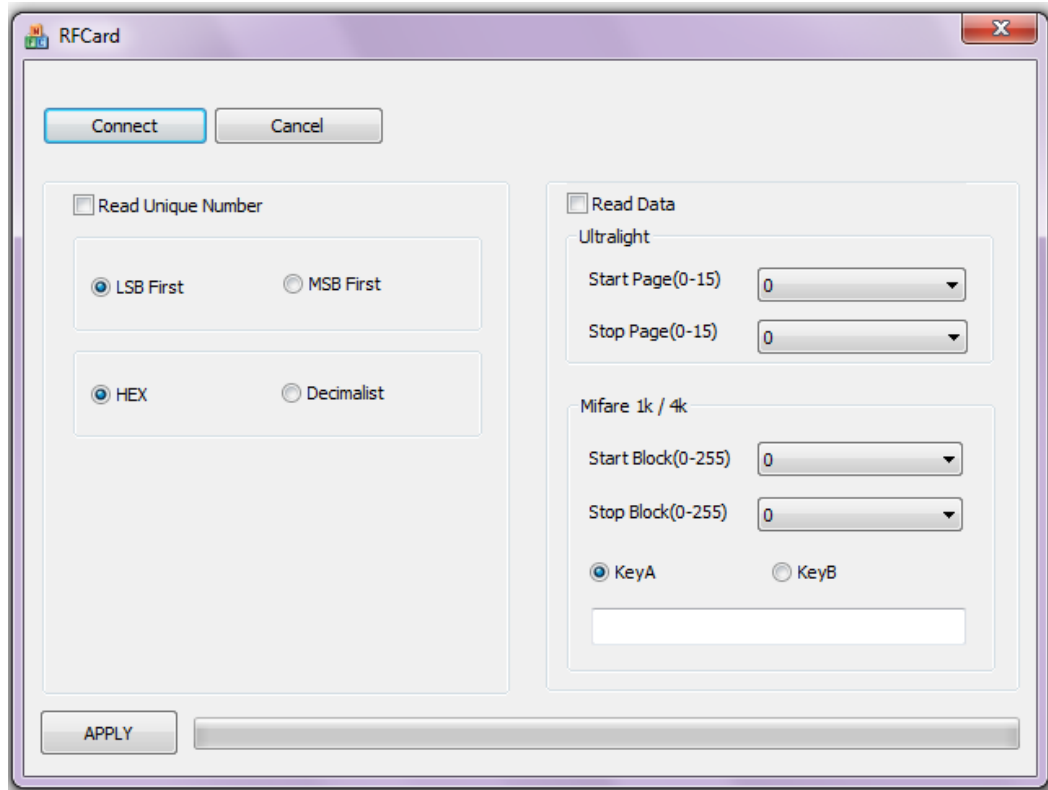 RFCard
Connect Cancel
Read Unique Number
LSB First MSB First
HEX Decimalist
Read Data
Ultralight
Start Page(0-15) 0
Stop Page(0-15) 0
Mifare 1k / 4k
Start Block(0-255) 0
Stop Block(0-255) 0
KeyA KeyB
APPLY